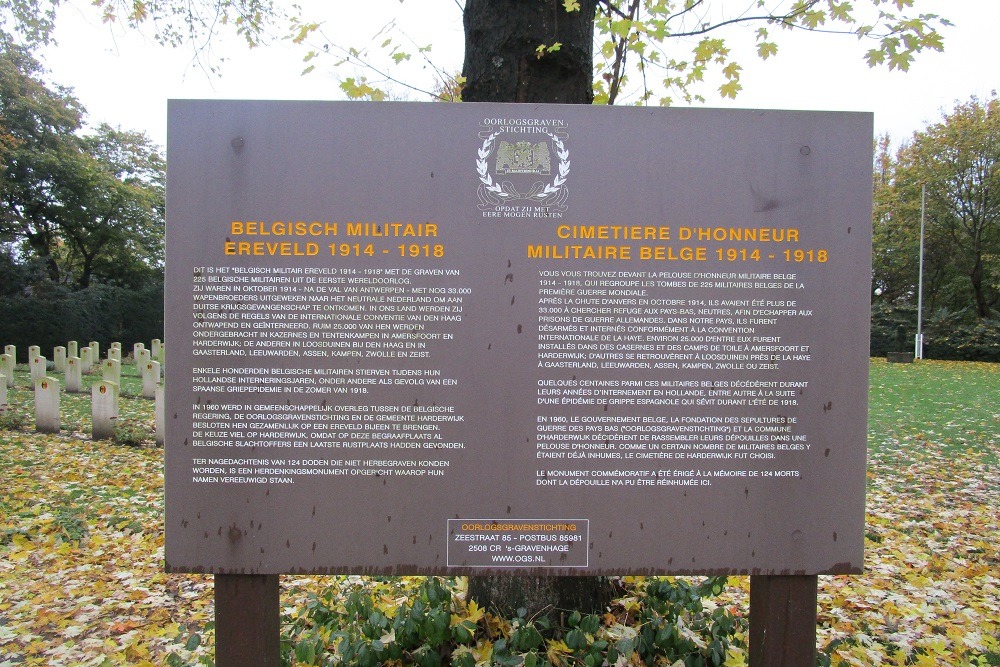 OORLOGSGRAVEN
STICHTING
JE MAINTIENDRAI
OPDAT ZIJ MET
EERE MOGEN RUSTEN
BELGISCH MILITAIR
EREVELD 1914 - 1918
DIT IS HET "BELGISCH MILITAIR EREVELD 1914 - 1918" MET DE GRAVEN VAN
225 BELGISCHE MILITAIREN UIT DE EERSTE WERELDOORLOG.
ZIJ WAREN IN OKTOBER 1914 - NA DE VAL VAN ANTWERPEN - MET NOG 33.000
WAPENBROEDERS UITGEWEKEN NAAR HET NEUTRALE NEDERLAND OM AAN
DUITSE KRIJGSGEVANGENSCHAP TE ONTKOMEN. IN ONS LAND WERDEN ZIJ
VOLGENS DE REGELS VAN DE INTERNATIONALE CONVENTIE VAN DEN HAAG
ONTWAPEND EN GEÏNTERNEERD. RUIM 25.000 VAN HEN WERDEN
ONDERGEBRACHT IN KAZERNES EN TENTENKAMPEN IN AMERSFOORT EN
HARDERWIJK; DE ANDEREN IN LOOSDUINEN BIJ DEN HAAG EN IN
GAASTERLAND, LEEUWARDEN, ASSEN, KAMPEN, ZWOLLE EN ZEIST.
ENKELE HONDERDEN BELGISCHE MILITAIREN STIERVEN TIJDENS HUN
HOLLANDSE INTERNERINGSJAREN, ONDER ANDERE ALS GEVOLG VAN EEN
SPAANSE GRIEPEPIDEMIE IN DE ZOMER VAN 1918.
IN 1960 WERD IN GEMEENSCHAPPELIJK OVERLEG TUSSEN DE BELGISCHE
REGERING, DE OORLOGSGRAVENSTICHTING EN DE GEMEENTE HARDERWIJK
BESLOTEN HEN GEZAMENLIJK OP EEN EREVELD BIJEEN TE BRENGEN.
DE KEUZE VIEL OP HARDERWIJK, OMDAT OP DEZE BEGRAAFPLAATS AL
BELGISCHE SLACHTOFFERS EEN LAATSTE RUSTPLAATS HADDEN GEVONDEN.
TER NAGEDACHTENIS VAN 124 DODEN DIE NIET HERBEGRAVEN KONDEN
WORDEN, IS EEN HERDENKINGSMONUMENT OPGERICHT WAAROP HUN
NAMEN VEREEUWIGD STAAN.
CIMETIERE D'HONNEUR
MILITAIRE BELGE 1914 - 1918
VOUS VOUS TROUVEZ DEVANT LA PELOUSE D'HONNEUR MILITAIRE BELGE
1914 - 1918, QUI REGROUPE LES TOMBES DE 225 MILITAIRES BELGES DE LA
PREMIÈRE GUERRE MONDIALE.
APRÈS LA CHUTE D'ANVERS EN OCTOBRE 1914, ILS AVAIENT ÉTÉ PLUS DE
33.000 À CHERCHER REFUGE AUX PAYS-BAS, NEUTRES, AFIN D'ECHAPPER AUX
PRISONS DE GUERRE ALLEMANDES. DANS NOTRE PAYS, ILS FURENT
DÉSARMÉS ET INTERNÉS CONFORMÉMENT À LA CONVENTION
INTERNATIONALE DE LA HAYE. ENVIRON 25.000 D'ENTRE EUX FURENT
INSTALLÉS DANS DES CASERNES ET DES CAMPS DE TOILE À AMERSFOORT ET
HARDERWIJK; D'AUTRES SE RETROUVÈRENT À LOOSDUINEN PRÈS DE LA HAYE
À GAASTERLAND, LEEUWARDEN, ASSEN, KAMPEN, ZWOLLE OU ZEIST.
QUELQUES CENTAINES PARMI CES MILITAIRES BELGES DÉCÉDÈRENT DURANT
LEURS ANNÉES D'INTERNEMENT EN HOLLANDE, ENTRE AUTRE À LA SUITE
D'UNE ÉPIDEMIE DE GRIPPE ESPAGNOLE QUI SÉVIT DURANT L'ÉTÉ DE 1918.
EN 1960, LE GOUVERNEMENT BELGE, LA FONDATION DES SEPULTURES DE
GUERRE DES PAYS BAS ("OORLOGSGRAVENSTICHTING") ET LA COMMUNE
D'HARDERWIJK DÉCIDÈRENT DE RASSEMBLER LEURS DÉPOUILLES DANS UNE
PELOUSE D'HONNEUR. COMME UN CERTAIN NOMBRE DE MILITAIRES BELGES Y
ÉTAIENT DÉJÀ INHUMES, LE CIMETIÈRE DE HARDERWIJK FUT CHOISI.
LE MONUMENT COMMÉMORATIF A ÉTÉ ÉRIGÉ À LA MÉMOIRE DE 124 MORTS
DONT LA DÉPOUILLE N'A PU ÊTRE RÉINHUMÉE ICI.
OORLOGSGRAVENSTICHTING
ZEESTRAAT 85 - POSTBUS 85981
2508 CR 's-GRAVENHAGE
WWW.OGS.NL